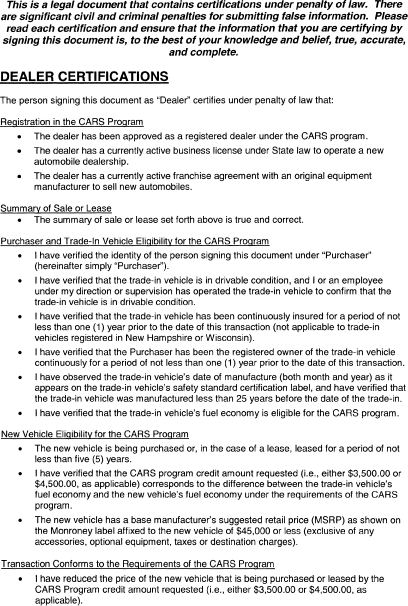 This is a legal document that contains certifications under penalty of law. There
are significant civil and criminal penalties for submitting false information. Please
read each certification and ensure that the information that you are certifying by
signing this document is, to the best of your knowledge and belief, true, accurate,
and complete.
DEALER CERTIFICATIONS
The person signing this document as “Dealer” certifies under penalty of law that:
Registration in the CARS Program
• The dealer has been approved as a registered dealer under the CARS program.
• The dealer has a currently active business license under State law to operate a new
automobile dealership.
• The dealer has a currently active franchise agreement with an original equipment
manufacturer to sell new automobiles.
Summary of Sale or Lease
• The summary of sale or lease set forth above is true and correct.
Purchaser and Trade-In Vehicle Eligibility for the CARS Program
• I have verified the identity of the person signing this document under “Purchaser”
(hereinafter simply “Purchaser”).
• I have verified that the trade-in vehicle is in drivable condition, and I or an employee
under my direction or supervision has operated the trade-in vehicle to confirm that the
trade-in vehicle is in drivable condition.
• I have verified that the trade-in vehicle has been continuously insured for a period of not
less than one (1) year prior to the date of this transaction (not applicable to trade-in
vehicles registered in New Hampshire or Wisconsin).
• I have verified that the Purchaser has been the registered owner of the trade-in vehicle
continuously for a period of not less than one (1) year prior to the date of this transaction.
• I have observed the trade-in vehicle’s date of manufacture (both month and year) as it
appears on the trade-in vehicle’s safety standard certification label, and have verified that
the trade-in vehicle was manufactured less than 25 years before the date of the trade-in.
• I have verified that the trade-in vehicle’s fuel economy is eligible for the CARS program.
New Vehicle Eligibility for the CARS Program
• The new vehicle is being purchased or, in the case of a lease, leased for a period of not
less than five (5) years.
• I have verified that the CARS program credit amount requested (i.e., either $3,500.00 or
$4,500.00, as applicable) corresponds to the difference between the trade-in vehicle’s
fuel economy and the new vehicle’s fuel economy under the requirements of the CARS
program.
• The new vehicle has a base manufacturer’s suggested retail price (MSRP) as shown on
the Monroney label affixed to the new vehicle of $45,000 or less (exclusive of any
accessories, optional equipment, taxes or destination charges).
Transaction Conforms to the Requirements of the CARS Program
• I have reduced the price of the new vehicle that is being purchased or leased by the
CARS Program credit amount requested (i.e., either $3,500.00 or $4,500.00, as
applicable).